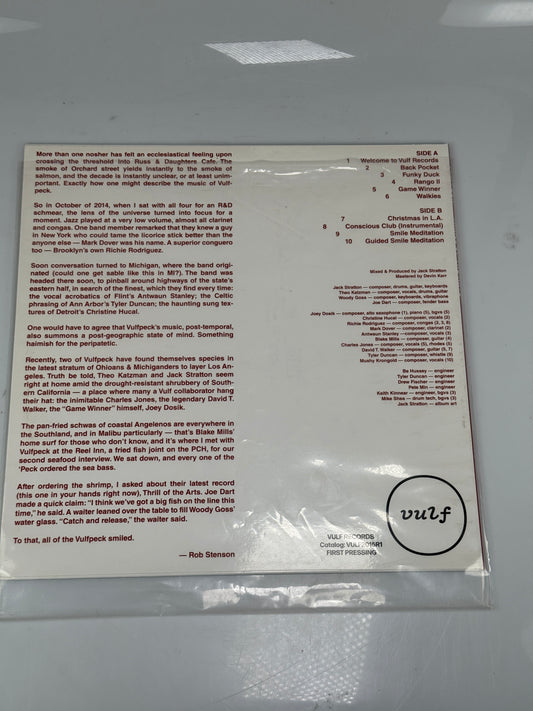 More than one nosher has felt an ecclesiastical feeling upon
crossing the threshold into Russ & Daughters Cafe. The
smoke of Orchard street yields instantly to the smoke of
salmon, and the decade is instantly unclear, or at least unim-
portant. Exactly how one might describe the music of Vulf-
peck.
So in October of 2014, when I sat with all four for an R&D
schmear, the lens of the universe turned into focus for a
moment. Jazz played at a very low volume, almost all clarinet
and congas. One band member remarked that they knew a guy
in New York who could tame the licorice stick better than the
anyone else — Mark Dover was his name. A superior conguero
too — Brooklyn's own Richie Rodriguez.
Soon conversation turned to Michigan, where the band origi-
nated (could one get sable like this in MI?). The band was
headed there soon, to pinball around highways of the state's
eastern half, in search of the finest, which they find every time:
the vocal acrobatics of Flint's Antwaun Stanley; the Celtic
phrasing of Ann Arbor's Tyler Duncan; the haunting sug tex-
tures of Detroit's Christine Hucal.
One would have to agree that Vulfpeck's music, post-temporal,
also summons a post-geographic state of mind. Something
haimish for the peripatetic.
Recently, two of Vulfpeck have found themselves species in
the latest stratum of Ohioans & Michiganders to layer Los An-
geles. Truth be told, Theo Katzman and Jack Stratton seem
right at home amid the drought-resistant shrubbery of South-
ern California — a place where many a Vulf collaborator hang
their hat: the inimitable Charles Jones, the legendary David T.
Walker, the "Game Winner" himself, Joey Dosik.
The pan-fried schwas of coastal Angelenos are everywhere in
the Southland, and in Malibu particularly — that's Blake Mills'
home surf for those who don't know, and it's where I met with
Vulfpeck at the Reel Inn, a fried fish joint on the PCH, for our
second seafood interview. We sat down, and every one of the
'Peck ordered the sea bass.
After ordering the shrimp, I asked about their latest record
(this one in your hands right now), Thrill of the Arts. Joe Dart
made a quick claim: "I think we've got a big fish on the line this
time," he said. A waiter leaned over the table to fill Woody Goss'
water glass. "Catch and release," the waiter said.
To that, all of the Vulfpeck smiled.
— Rob Stenson
SIDE A
1 Welcome to Vulf Records
2 Back Pocket
3 Funky Duck
4 Rango II
5 Game Winner
6 Walkies
SIDE B
7 Christmas in L.A.
8 Conscious Club (Instrumental)
9 Smile Meditation
10 Guided Smile Meditation
Mixed & Produced by Jack Stratton
Mastered by Devin Kerr
Jack Stratton — composer, drums, guitar, keyboards
Theo Katzman — composer, vocals, drums, guitar
Woody Goss — composer, keyboards, vibraphone
Joe Dart — composer, fender bass
Joey Dosik — composer, alto saxophone (1), piano (5), bgvs (5)
Christine Hucal — composer, vocals (2)
Richie Rodriguez — composer, congas (2, 3, 8)
Mark Dover — composer, clarinet (2)
Antwaun Stanley — composer, vocals (3)
Blake Mills — composer, guitar (4)
Charles Jones — composer, vocals (5), rhodes (5)
David T. Walker — composer, guitar (5, 7)
Tyler Duncan — composer, whistle (9)
Mushy Krongold — composer, vocals (10)
Be Hussey — engineer
Tyler Duncan — engineer
Drew Fischer — engineer
Pete Min — engineer
Keith Kinnear — engineer, bgvs (3)
Mike Shea — drum tech, bgvs (3)
Jack Stratton — album art
vulf
VULF RECORDS
Catalog: VULF2015R1
FIRST PRESSING